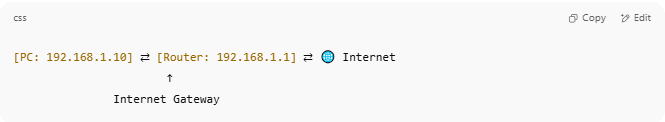 css
Copy
Edit
[PC: 192.168.1.10] ⇄ [Router: 192.168.1.1] ⇄ 🌐 Internet
↑
Internet Gateway